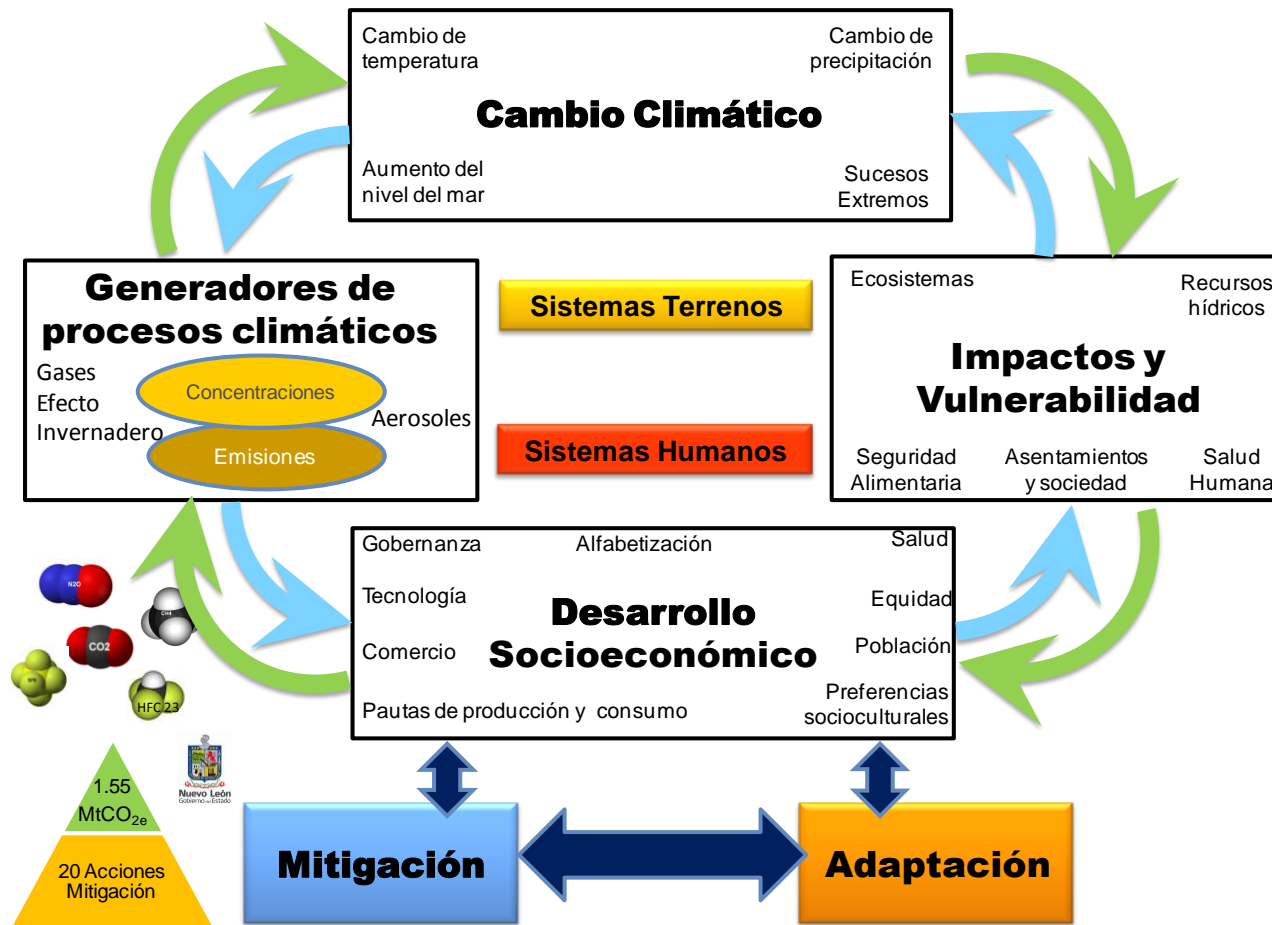 Cambio de
temperatura
Cambio de
precipitación
Cambio Climático
Aumento del
nivel del mar
Sucesos
Extremos
Generadores de
procesos climáticos
Gases
Efecto
Invernadero
Concentraciones
Aerosoles
Emisiones
Sistemas Terrenos
Sistemas Humanos
Ecosistemas
Recursos
hídricos
Impactos y
Vulnerabilidad
Seguridad
Alimentaria
Asentamientos
y sociedad
Salud
Humana
Gobernanza
Alfabetización
Salud
Tecnología
Equidad
Desarrollo
Socioeconómico
Comercio
Población
Pautas de producción y consumo
Preferencias
socioculturales
N2O
CH4
CO2
HFC 23
Nuevo León
Gobierno del Estado
1.55
MtCO2e
20 Acciones
Mitigación
Mitigación
Adaptación